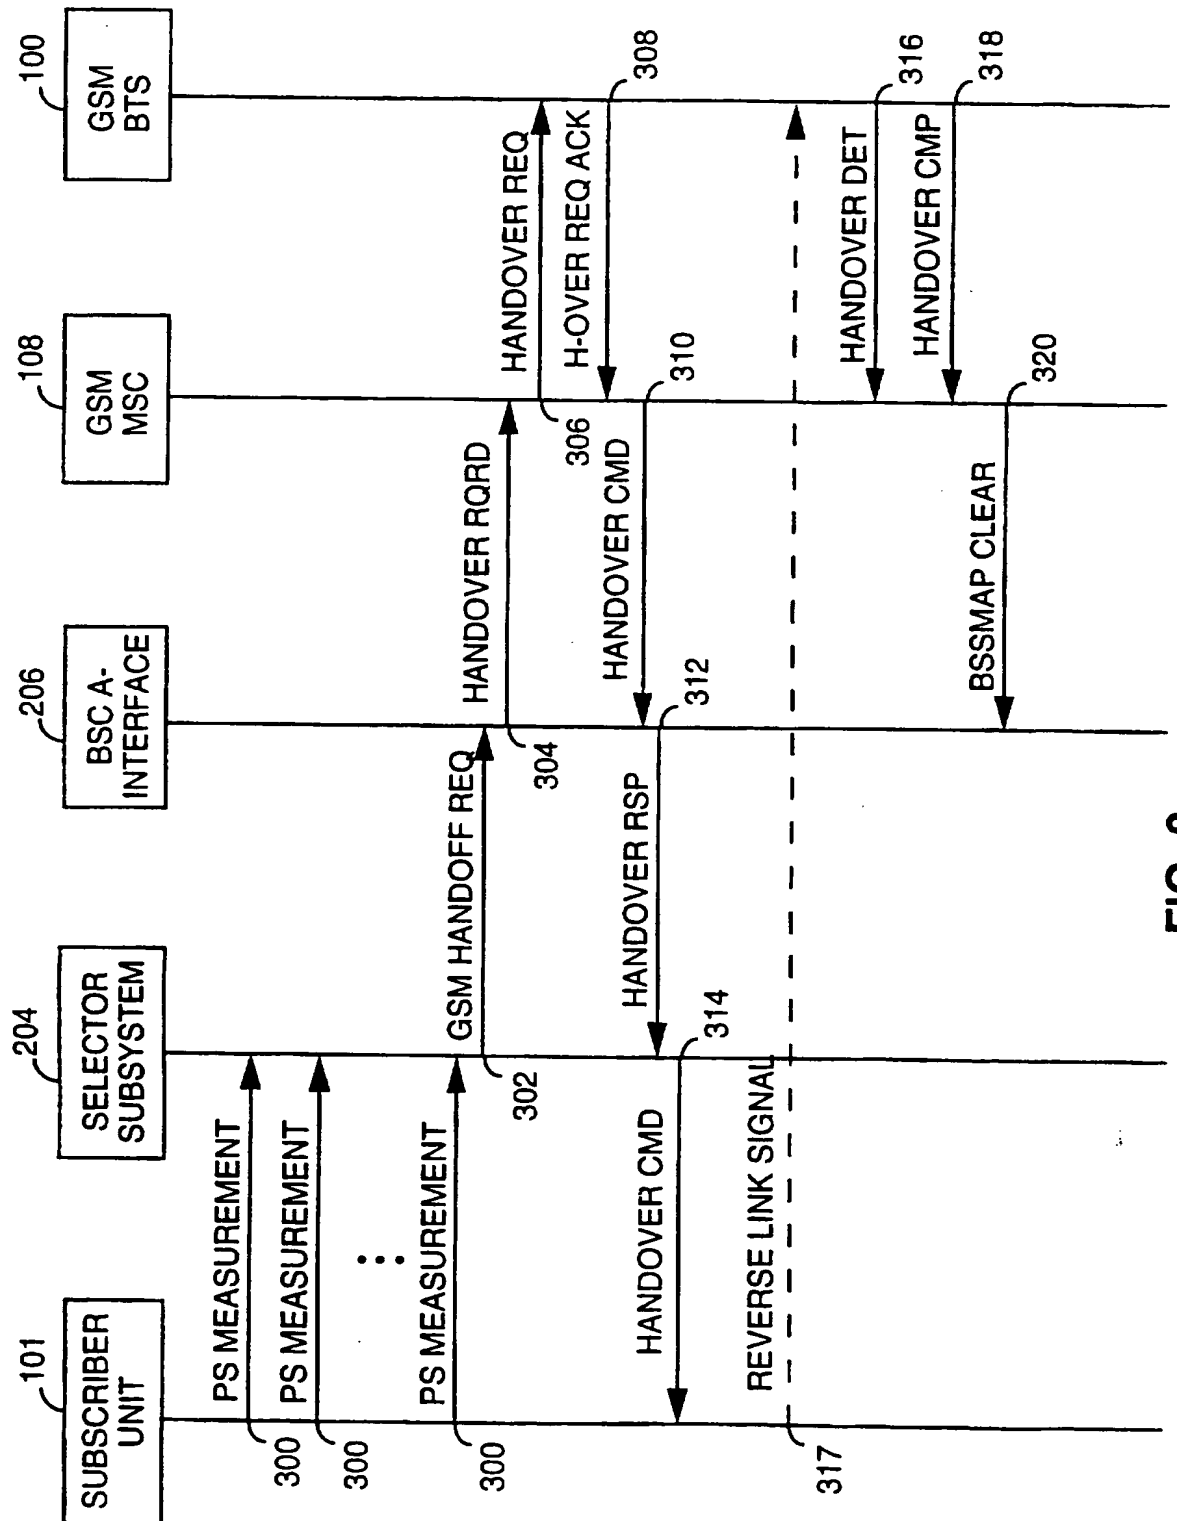 101
SUBSCRIBER
UNIT
204
SELECTOR
SUBSYSTEM
206
BSC A-
INTERFACE
108
GSM
MSC
100
GSM
BTS
300
PS MEASUREMENT
300
PS MEASUREMENT
300
PS MEASUREMENT
302
GSM HANDOFF REQ
304
HANDOVER RQRD
306
HANDOVER REQ
308
H-OVER REQ ACK
310
HANDOVER CMD
312
HANDOVER RSP
314
HANDOVER CMD
317
REVERSE LINK SIGNAL
316
HANDOVER DET
318
HANDOVER CMP
320
BSSMAP CLEAR
FIG.